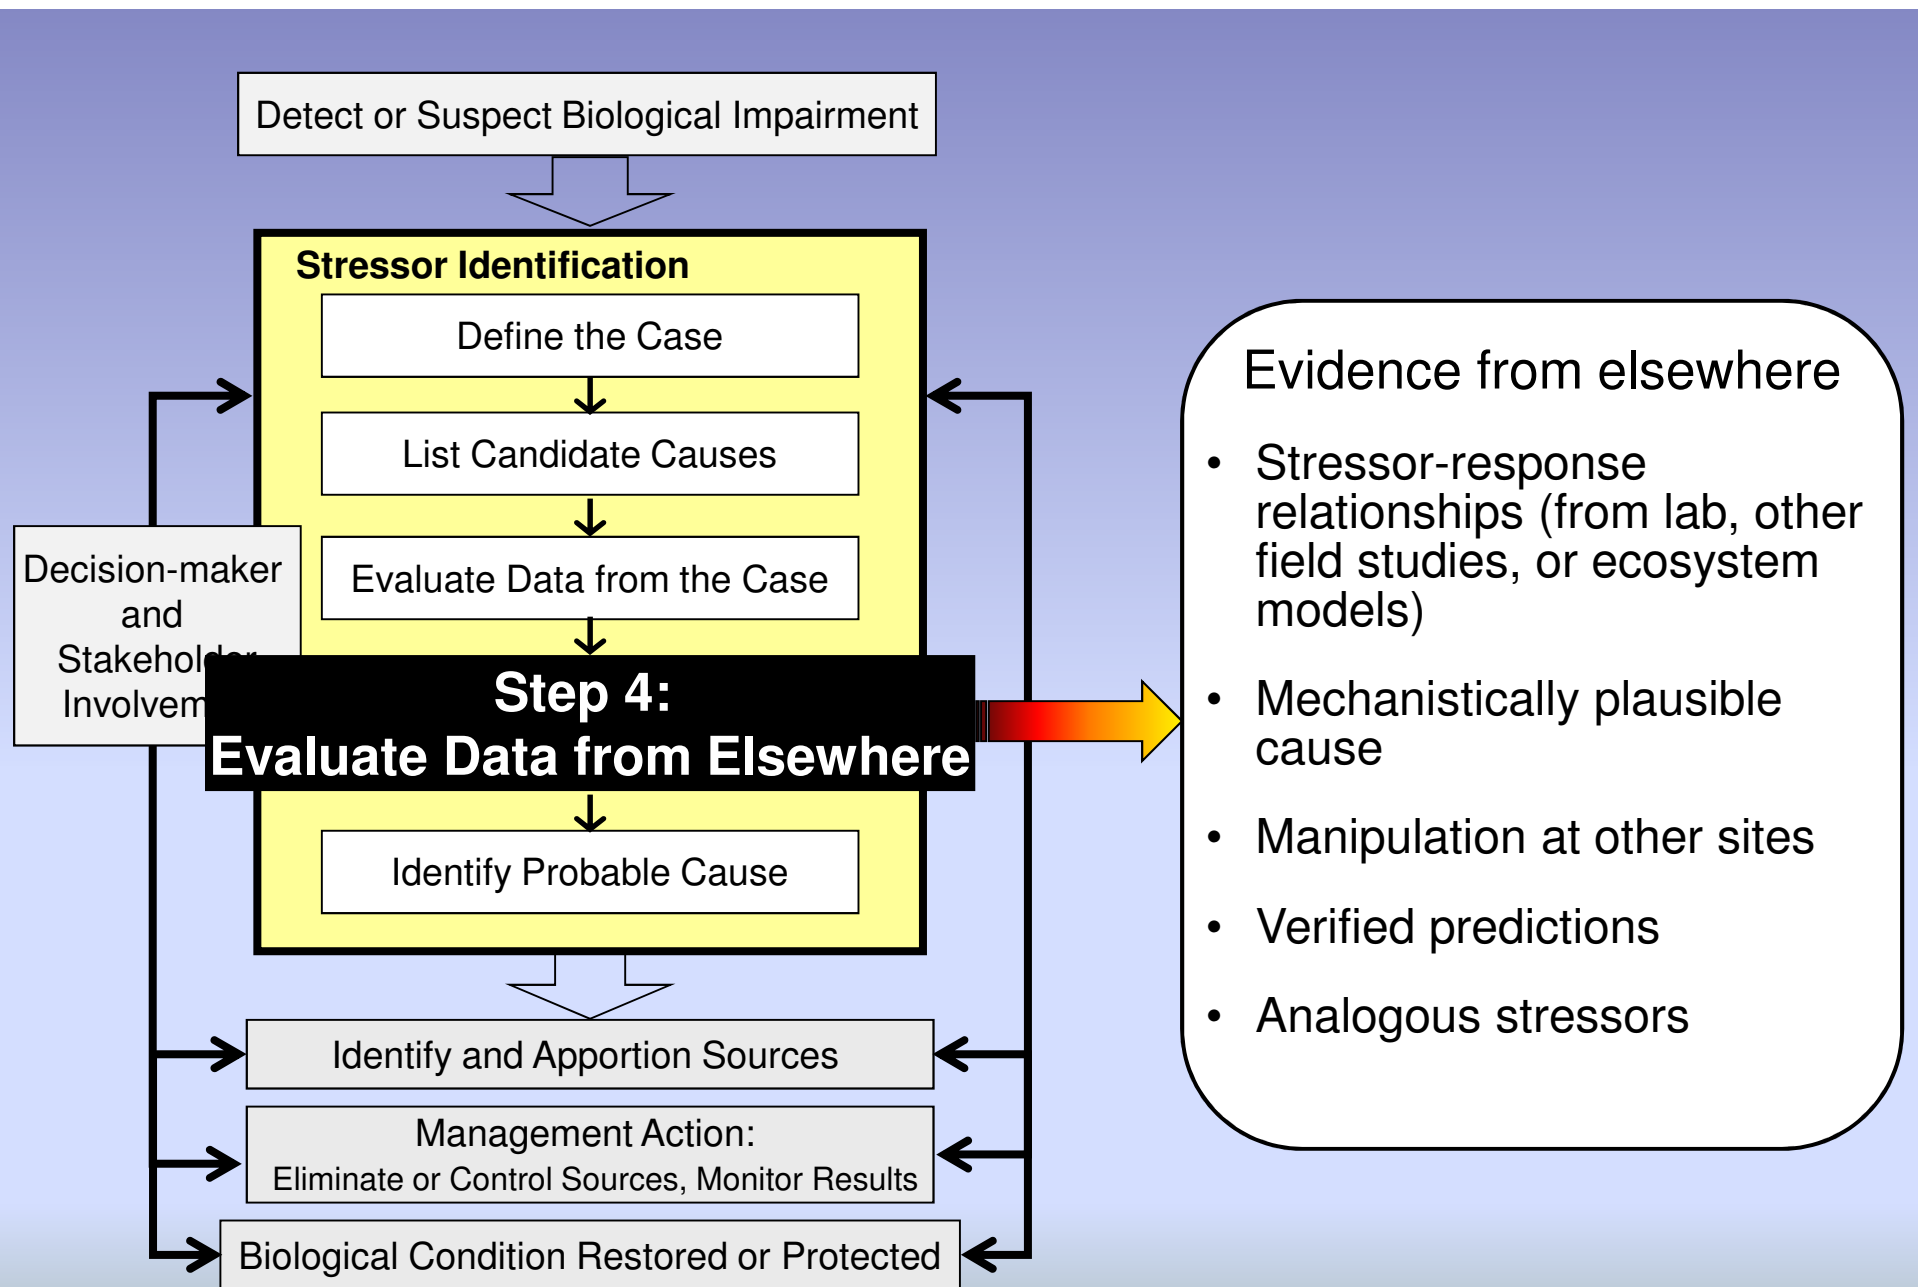 Detect or Suspect Biological Impairment
Stressor Identification
Define the Case
List Candidate Causes
Evaluate Data from the Case
Decision-maker
and
Stakeholder
Involvem
Step 4:
Evaluate Data from Elsewhere
Identify Probable Cause
Identify and Apportion Sources
Management Action:
Eliminate or Control Sources, Monitor Results
Biological Condition Restored or Protected
Evidence from elsewhere
• Stressor-response
relationships (from lab, other
field studies, or ecosystem
models)
• Mechanistically plausible
cause
• Manipulation at other sites
• Verified predictions
• Analogous stressors